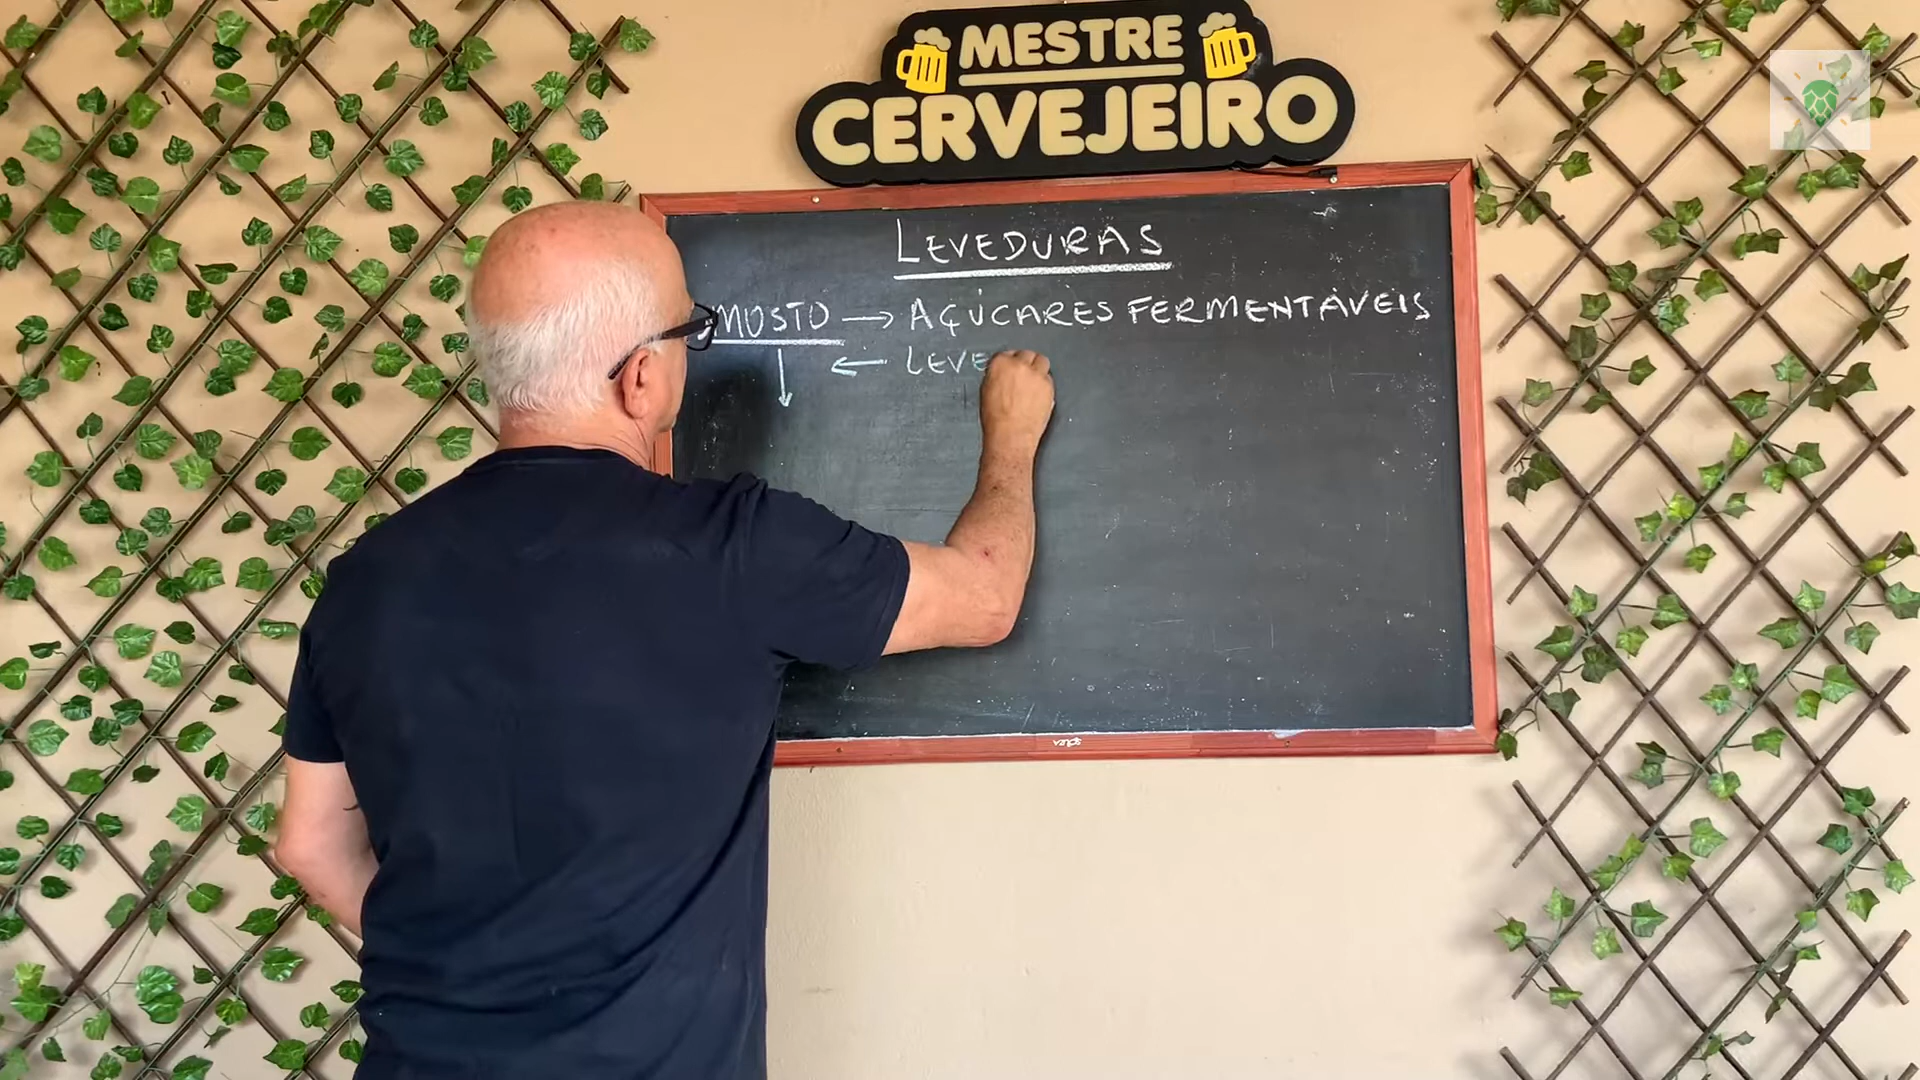 MESTRE
CERVEJEIRO
LEVEDURAS
MOSTO → AÇÚCARES FERMENTÁVEIS
↓ ← LEVE